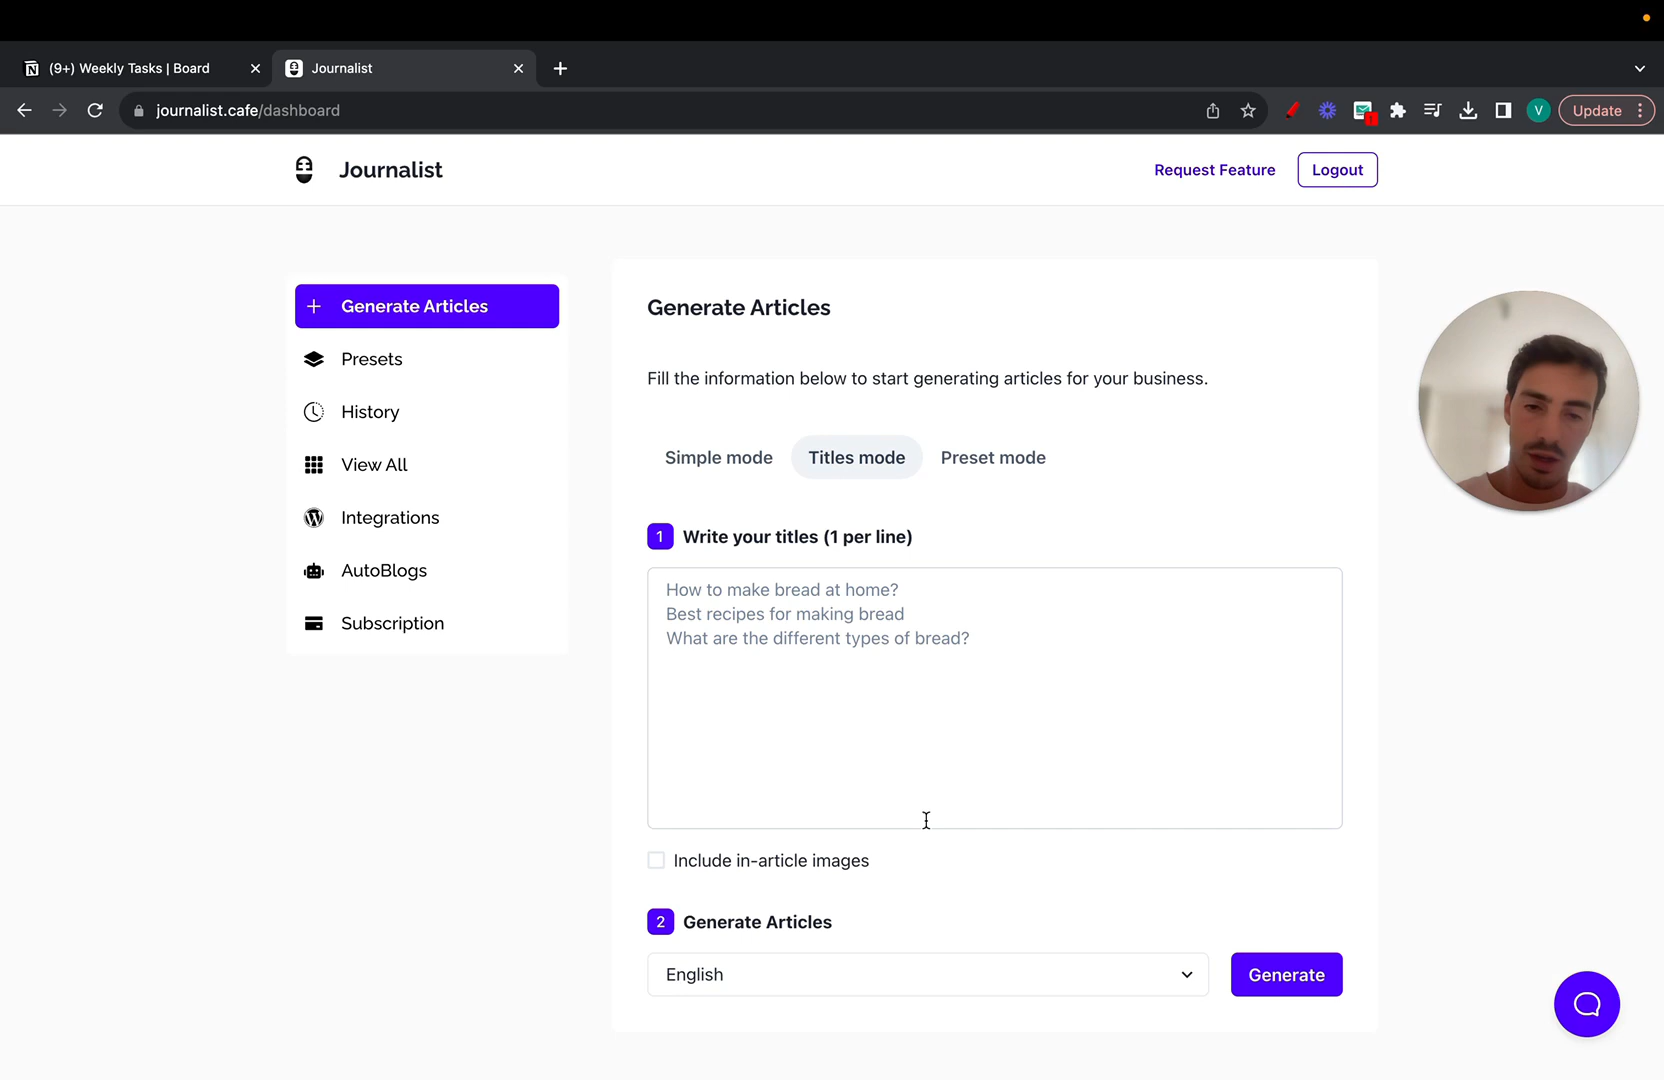 (9+) Weekly Tasks | Board
Journalist
journalist.cafe/dashboard
V
Update
Journalist
Request Feature
Logout
Generate Articles
Presets
History
View All
Integrations
AutoBlogs
Subscription
Generate Articles
Fill the information below to start generating articles for your business.
Simple mode
Titles mode
Preset mode
1 Write your titles (1 per line)
How to make bread at home?
Best recipes for making bread
What are the different types of bread?
Include in-article images
2 Generate Articles
English
Generate